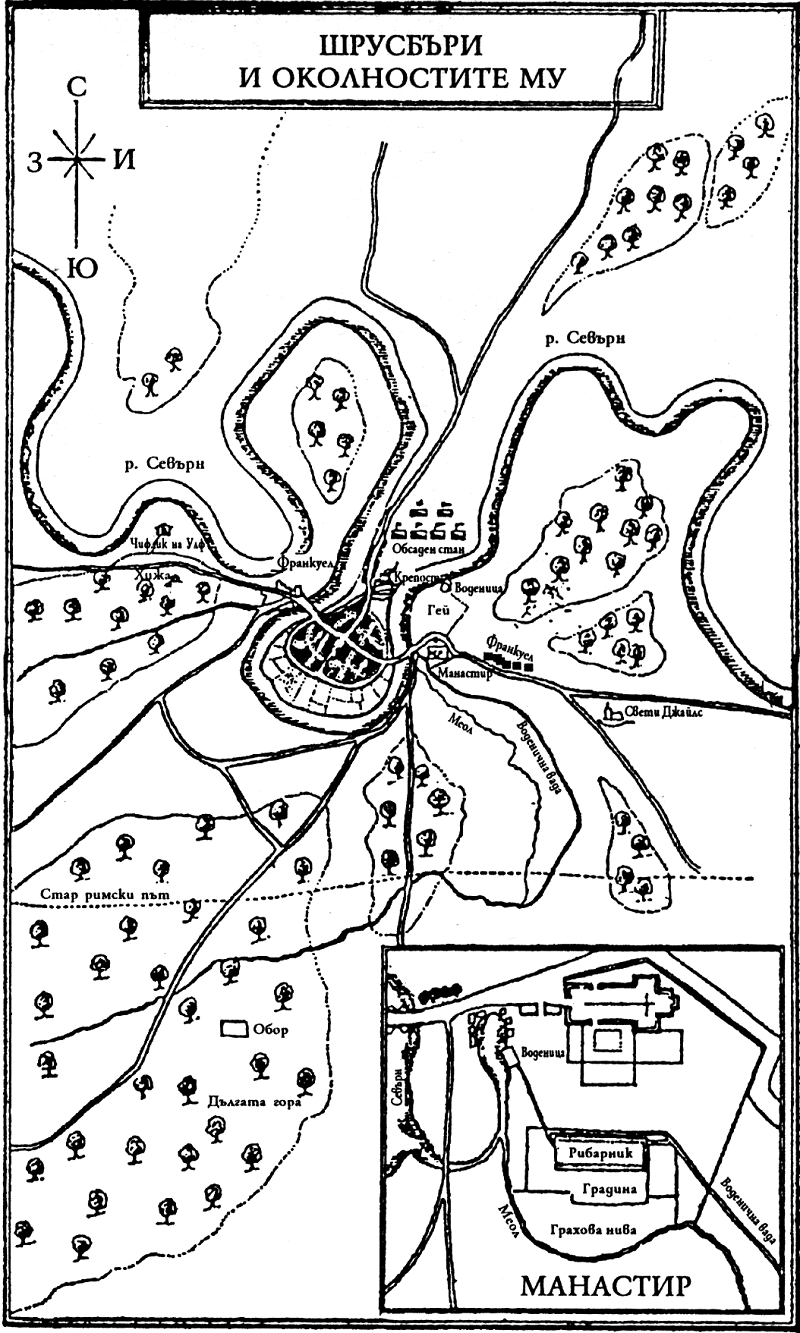 ШРУСБЪРИ
И ОКОЛНОСТИТЕ МУ
С
З
И
Ю
р. Севърн
р. Севърн
Чифлик на Улф
Хижа
Франкуел
Обсаден стан
Крепост
Воденица
Гей
Франкуел
Манастир
Свети Джайлс
Меол
Воденична вада
Стар римски път
Обор
Дългата гора
Воденица
Севърн
Рибарник
Градина
Грахова нива
Меол
Воденична вада
МАНАСТИР